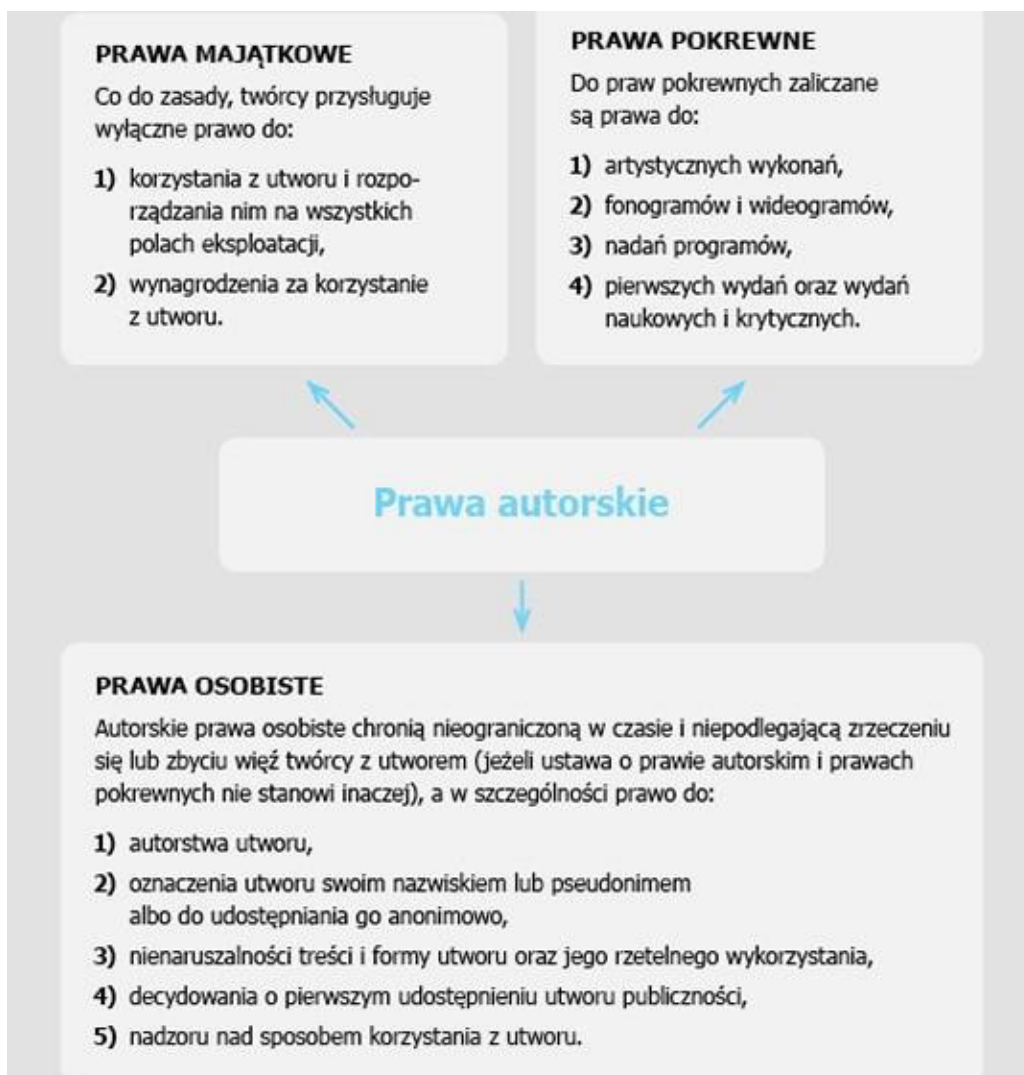 PRAWA MAJĄTKOWE
Co do zasady, twórcy przysługuje
wyłączne prawo do:
1) korzystania z utworu i rozpo-
rządzania nim na wszystkich
polach eksploatacji,
2) wynagrodzenia za korzystanie
z utworu.
PRAWA POKREWNE
Do praw pokrewnych zaliczane
są prawa do:
1) artystycznych wykonań,
2) fonogramów i wideogramów,
3) nadań programów,
4) pierwszych wydań oraz wydań
naukowych i krytycznych.
Prawa autorskie
PRAWA OSOBISTE
Autorskie prawa osobiste chronią nieograniczoną w czasie i niepodlegającą zrzeczeniu
się lub zbyciu więź twórcy z utworem (jeżeli ustawa o prawie autorskim i prawach
pokrewnych nie stanowi inaczej), a w szczególności prawo do:
1) autorstwa utworu,
2) oznaczenia utworu swoim nazwiskiem lub pseudonimem
albo do udostępniania go anonimowo,
3) nienaruszalności treści i formy utworu oraz jego rzetelnego wykorzystania,
4) decydowania o pierwszym udostępnieniu utworu publiczności,
5) nadzoru nad sposobem korzystania z utworu.